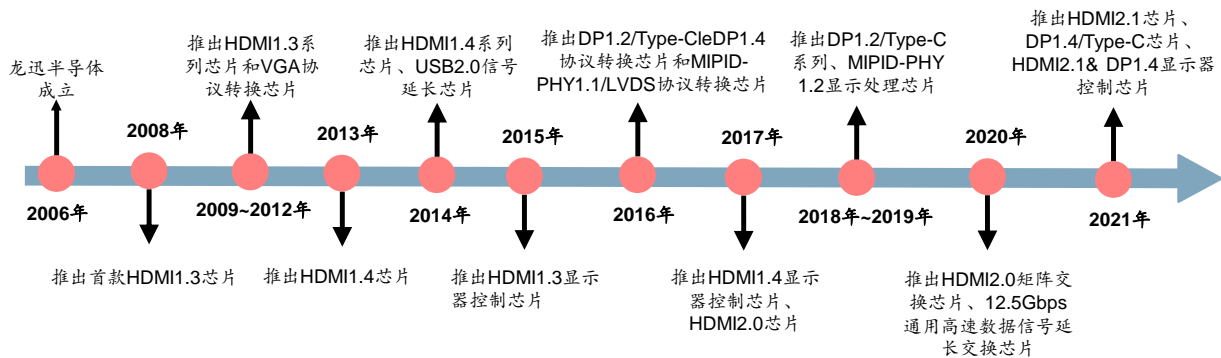 龙迅半导体
成立
2006年
2008年
推出首款HDMI1.3芯片
推出HDMI1.3系
列芯片和VGA协
议转换芯片
2009~2012年
2013年
推出HDMI1.4芯片
推出HDMI1.4系列
芯片、USB2.0信号
延长芯片
2014年
2015年
推出HDMI1.3显示
器控制芯片
推出DP1.2/Type-CleDP1.4
协议转换芯片和MIPID-
PHY1.1/LVDS协议转换芯片
2016年
2017年
推出HDMI1.4显示
器控制芯片、
HDMI2.0芯片
推出DP1.2/Type-C
系列、MIPID-PHY
1.2显示处理芯片
2018年~2019年
2020年
推出HDMI2.0矩阵交
换芯片、12.5Gbps
通用高速数据信号延
长交换芯片
推出HDMI2.1芯片、
DP1.4/Type-C芯片、
HDMI2.1& DP1.4显示器
控制芯片
2021年